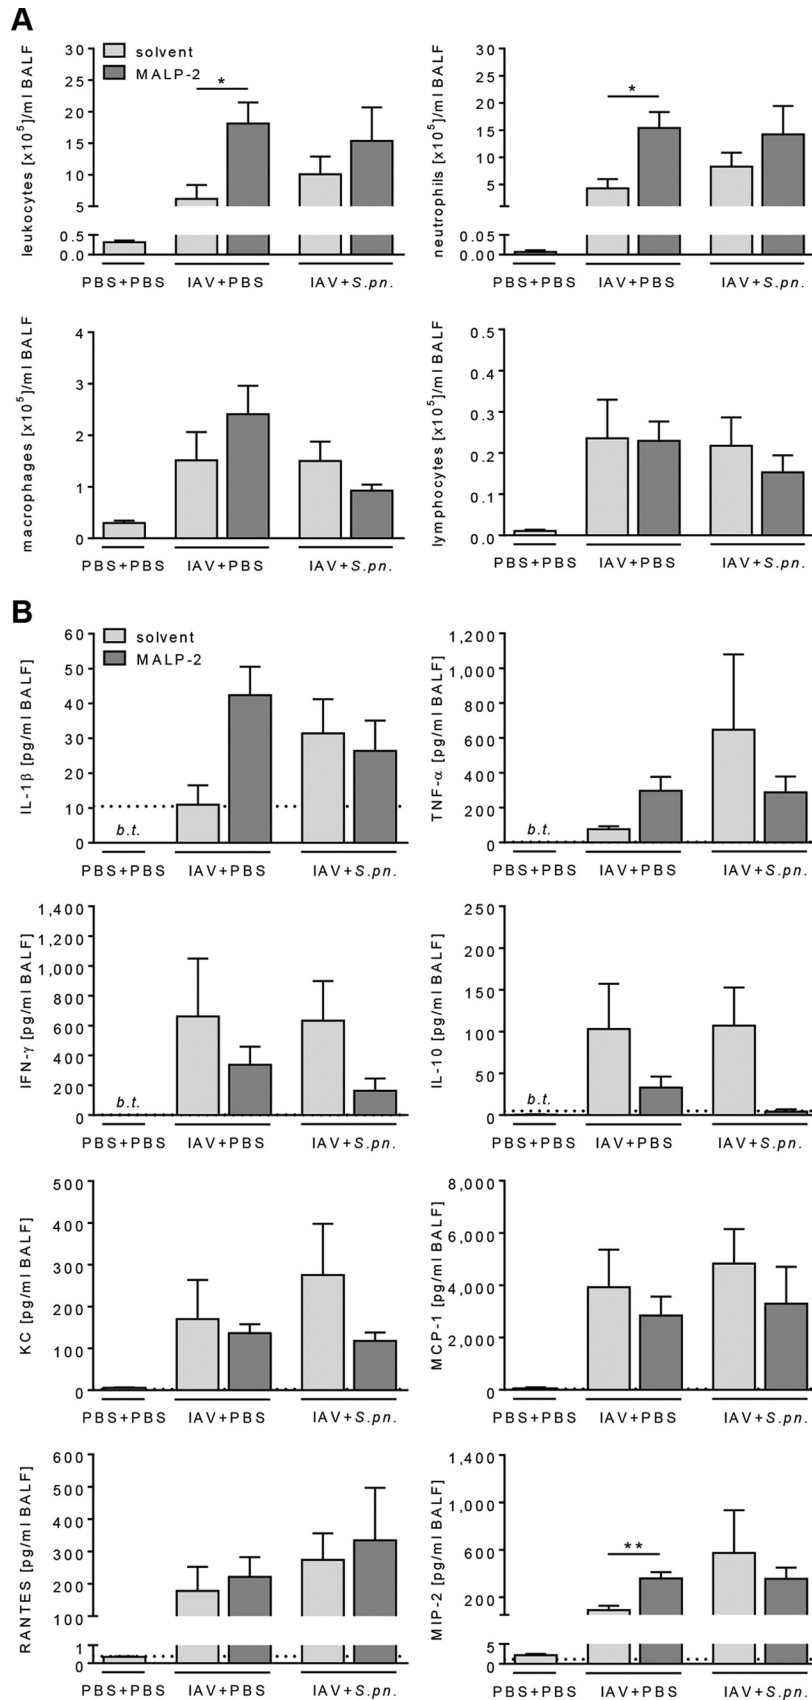 A
solvent
MALP-2
leukocytes [x10⁵]/ml BALF
30
25
20
15
10
5
0.5
0.0
*
PBS+PBS
IAV+PBS
IAV+S.pn.
neutrophils [x10⁵]/ml BALF
30
25
20
15
10
5
0.05
0.00
*
PBS+PBS
IAV+PBS
IAV+S.pn.
macrophages [x10⁵]/ml BALF
4
3
2
1
0
PBS+PBS
IAV+PBS
IAV+S.pn.
lymphocytes [x10⁵]/ml BALF
0.5
0.4
0.3
0.2
0.1
0.0
PBS+PBS
IAV+PBS
IAV+S.pn.
B
solvent
MALP-2
IL-1β [pg/ml BALF]
60
50
40
30
20
10
0
b.t.
PBS+PBS
IAV+PBS
IAV+S.pn.
TNF-α [pg/ml BALF]
1,200
1,000
800
600
400
200
0
b.t.
PBS+PBS
IAV+PBS
IAV+S.pn.
IFN-γ [pg/ml BALF]
1,400
1,200
1,000
800
600
400
200
0
b.t.
PBS+PBS
IAV+PBS
IAV+S.pn.
IL-10 [pg/ml BALF]
250
200
150
100
50
0
b.t.
PBS+PBS
IAV+PBS
IAV+S.pn.
KC [pg/ml BALF]
500
400
300
200
100
0
PBS+PBS
IAV+PBS
IAV+S.pn.
MCP-1 [pg/ml BALF]
8,000
6,000
4,000
2,000
0
PBS+PBS
IAV+PBS
IAV+S.pn.
RANTES [pg/ml BALF]
600
500
400
300
200
100
1
0
PBS+PBS
IAV+PBS
IAV+S.pn.
MIP-2 [pg/ml BALF]
1,400
1,000
600
200
5
0
**
PBS+PBS
IAV+PBS
IAV+S.pn.